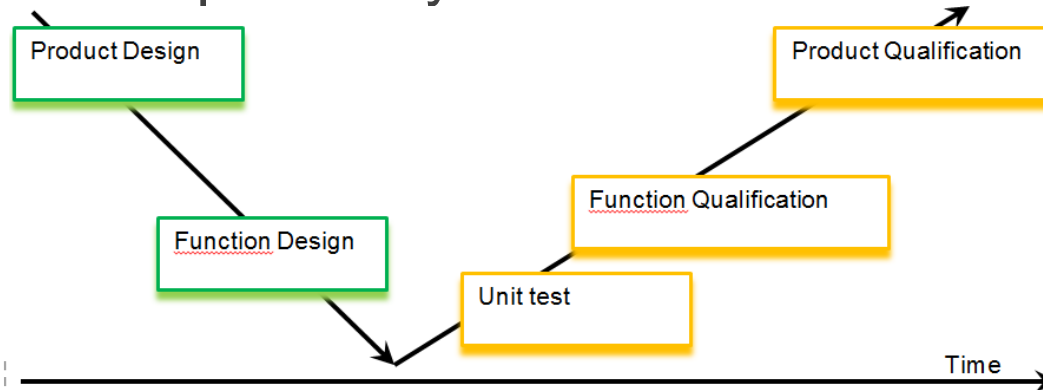 Product Design
Product Qualification
Function Qualification
Function Design
Unit test
Time